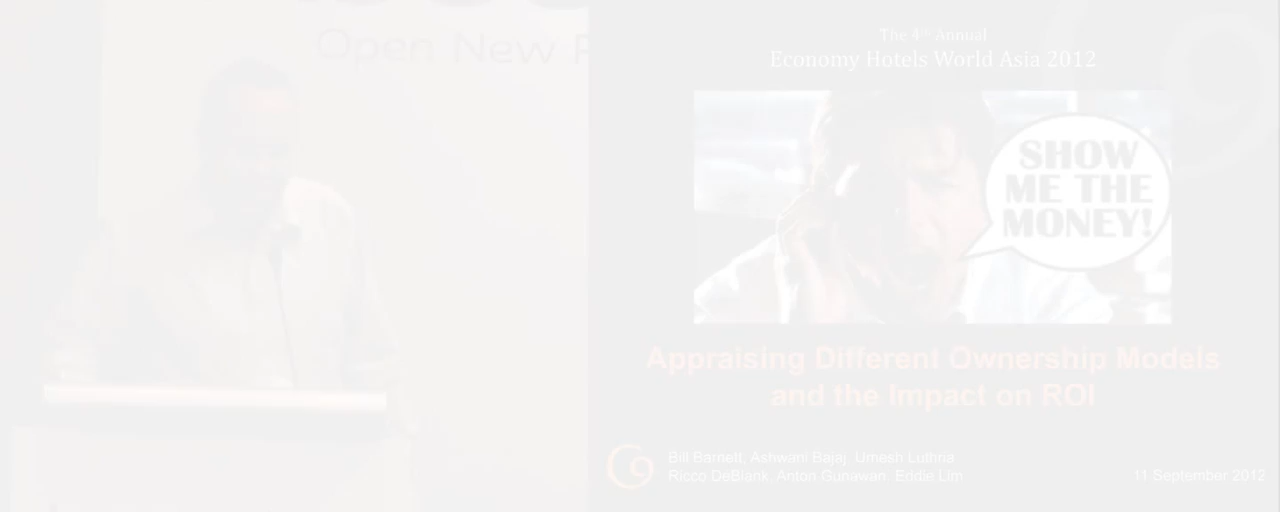 Open New
The 4th Annual
Economy Hotels World Asia 2012
SHOW
ME THE
MONEY!
Appraising Different Ownership Models
and the Impact on ROI
Bill Barnett, Ashwani Bajaj, Umesh Luthria
Ricco DeBlank, Anton Gunawan, Eddie Lim
11 September 2012